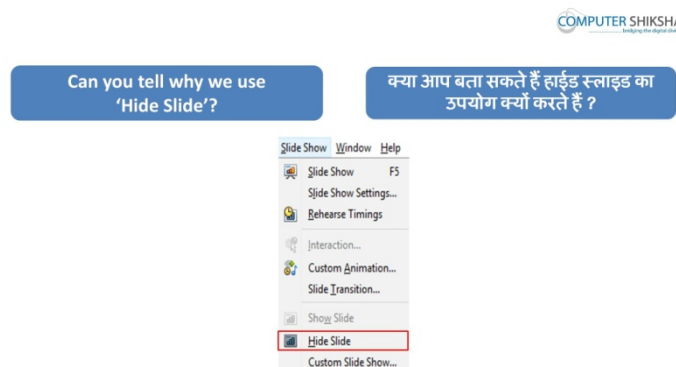 COMPUTER SHIKSHA
bridging the digital divi
Can you tell why we use
'Hide Slide'?
क्या आप बता सकते हैं हाईड स्लाइड का
उपयोग क्यों करते हैं ?
Slide Show Window Help
Slide Show F5
Slide Show Settings...
Rehearse Timings
Interaction...
Custom Animation...
Slide Transition...
Show Slide
Hide Slide
Custom Slide Show...